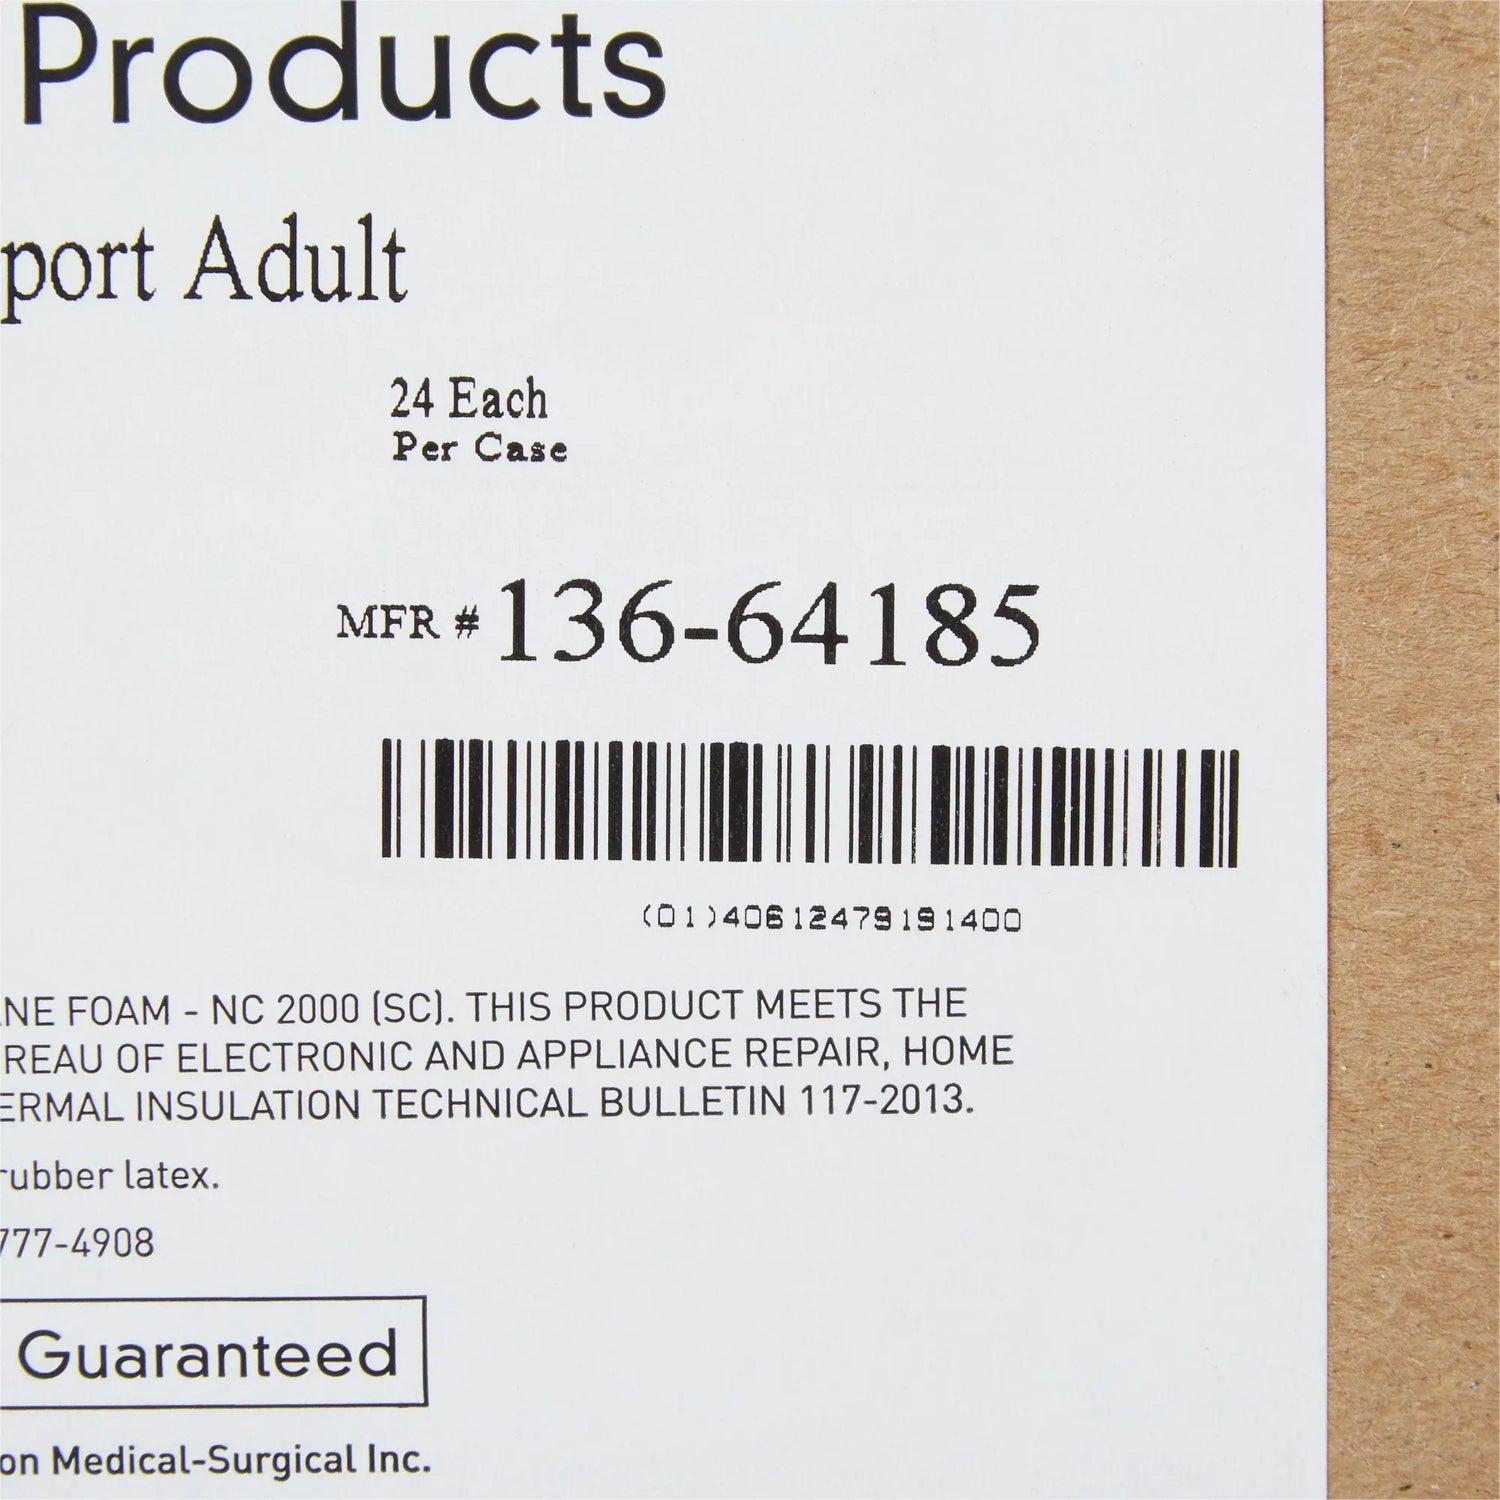 Products
port Adult
24 Each
Per Case
MFR # 136-64185
(01)40612479191400
NE FOAM - NC 2000 (SC). THIS PRODUCT MEETS THE
REAU OF ELECTRONIC AND APPLIANCE REPAIR, HOME
ERMAL INSULATION TECHNICAL BULLETIN 117-2013.
rubber latex.
777-4908
Guaranteed
on Medical-Surgical Inc.